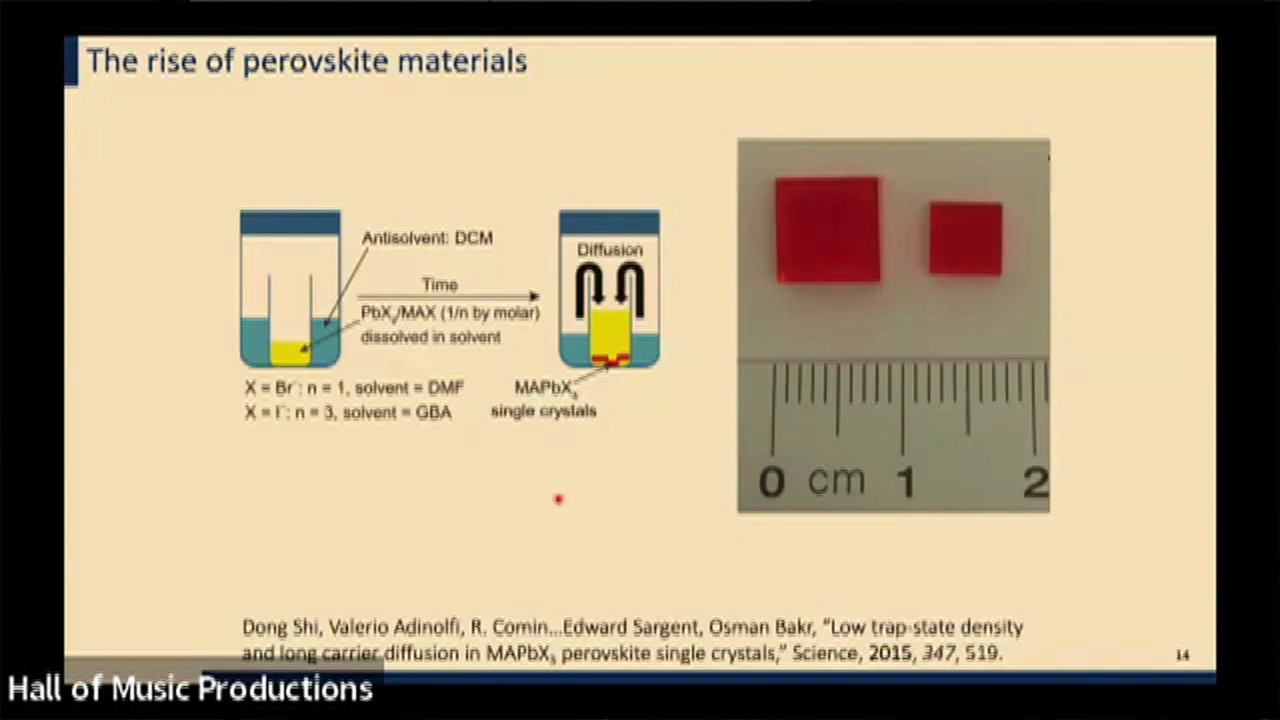 The rise of perovskite materials
Antisolvent: DCM
Time
PbX₂/MAX (1/n by molar)
dissolved in solvent
Diffusion
X = Br⁻: n = 1, solvent = DMF
X = I⁻: n = 3, solvent = GBA
MAPbX₃
single crystals
0 cm 1 2
Dong Shi, Valerio Adinolfi, R. Comin...Edward Sargent, Osman Bakr, “Low trap-state density
and long carrier diffusion in MAPbX₃ perovskite single crystals,” Science, 2015, 347, 519.
14
Hall of Music Productions